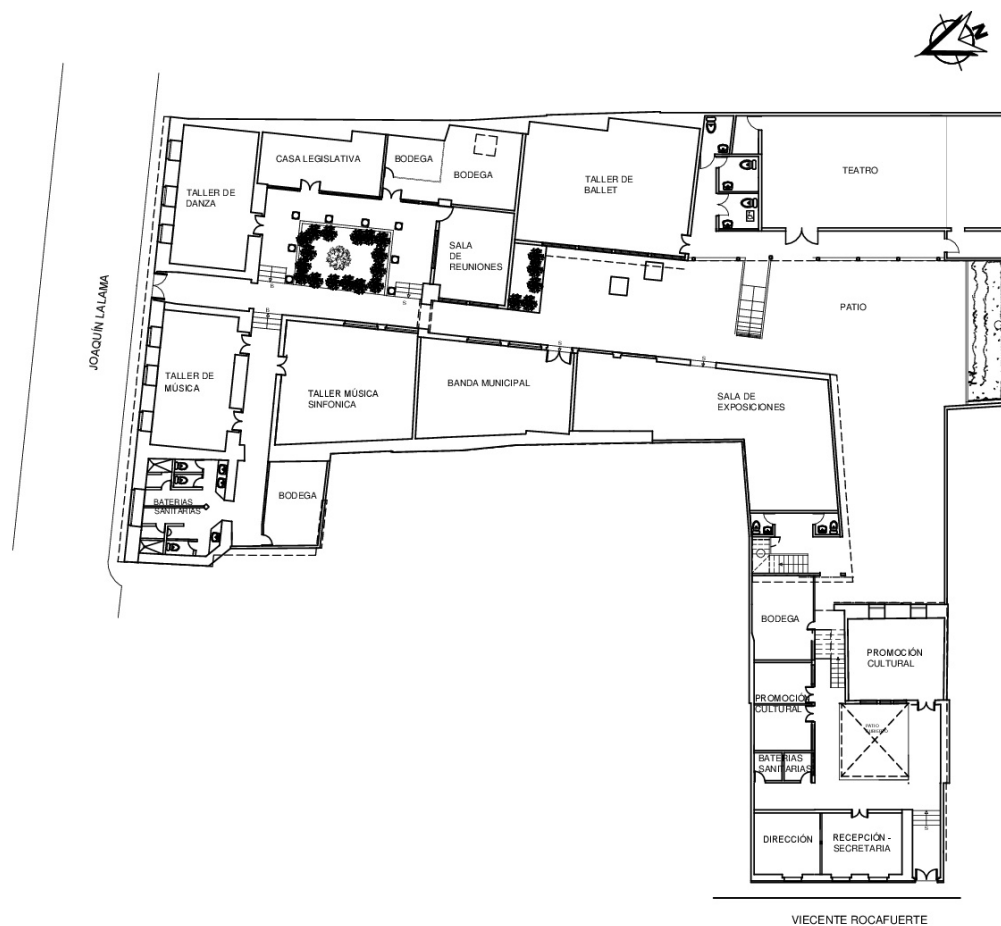 N
CASA LEGISLATIVA
BODEGA
BODEGA
TALLER DE
BALLET
TEATRO
TALLER DE
DANZA
SALA
DE
REUNIONES
S
S
PATIO
JOAQUÍN LALAMA
S
S
S
TALLER DE
MÚSICA
TALLER MÚSICA
SINFONICA
BANDA MUNICIPAL
SALA DE
EXPOSICIONES
BATERIAS
SANITARIAS
BODEGA
BODEGA
PROMOCIÓN
CULTURAL
PROMOCIÓN
CULTURAL
PATIO
BATERIAS
SANITARIAS
S
DIRECCIÓN
RECEPCIÓN -
SECRETARIA
VIECENTE ROCAFUERTE